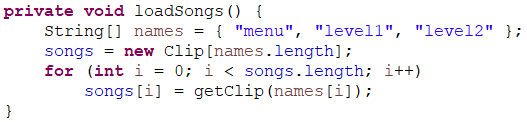 private void loadSongs() {
    String[] names = { "menu", "level1", "level2" };
    songs = new Clip[names.length];
    for (int i = 0; i < songs.length; i++)
        songs[i] = getClip(names[i]);
}